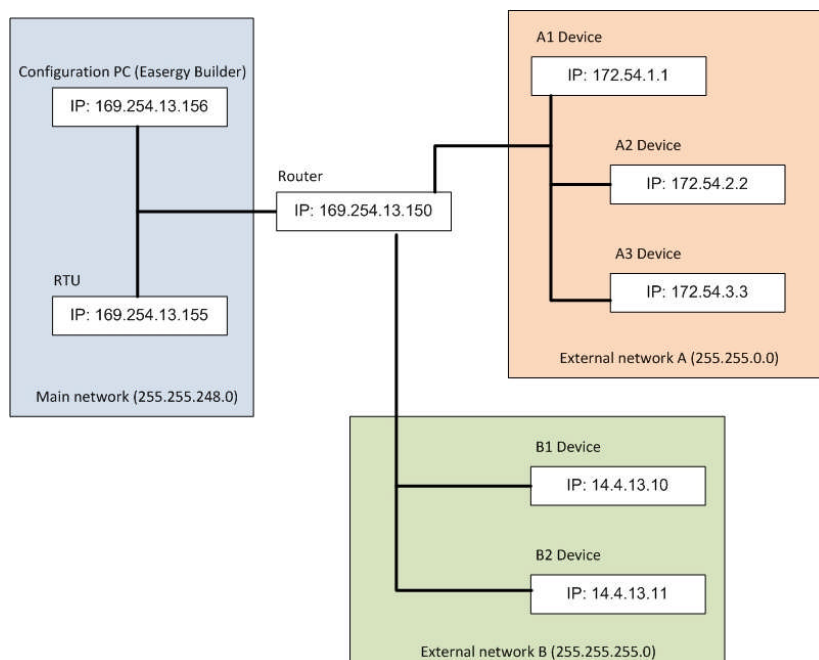 Configuration PC (Easergy Builder)
IP: 169.254.13.156
RTU
IP: 169.254.13.155
Main network (255.255.248.0)
Router
IP: 169.254.13.150
A1 Device
IP: 172.54.1.1
A2 Device
IP: 172.54.2.2
A3 Device
IP: 172.54.3.3
External network A (255.255.0.0)
B1 Device
IP: 14.4.13.10
B2 Device
IP: 14.4.13.11
External network B (255.255.255.0)